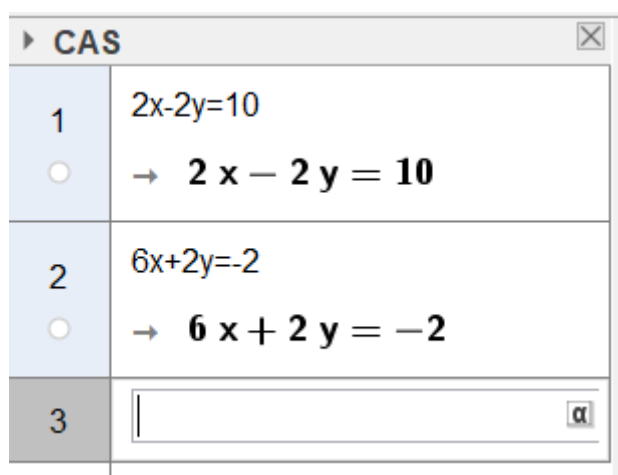 CAS
1
2x-2y=10
→ 2 x − 2 y = 10
2
6x+2y=-2
→ 6 x + 2 y = −2
3
α